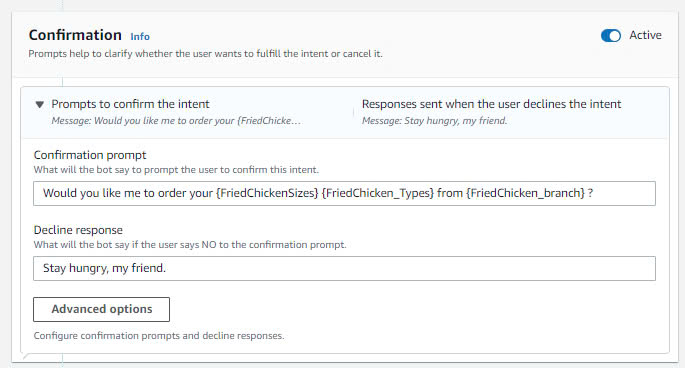 Confirmation Info
Active
Prompts help to clarify whether the user wants to fulfill the intent or cancel it.
Prompts to confirm the intent
Message: Would you like me to order your {FriedChicke...
Responses sent when the user declines the intent
Message: Stay hungry, my friend.
Confirmation prompt
What will the bot say to prompt the user to confirm this intent.
Would you like me to order your {FriedChickenSizes} {FriedChicken_Types} from {FriedChicken_branch} ?
Decline response
What will the bot say if the user says NO to the confirmation prompt.
Stay hungry, my friend.
Advanced options
Configure confirmation prompts and decline responses.